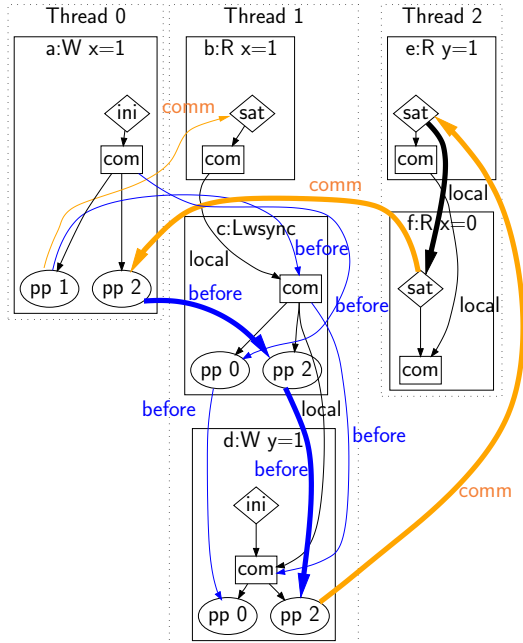 Thread 0
Thread 1
Thread 2
a:W x=1
b:R x=1
e:R y=1
ini
comm
sat
sat
com
com
com
comm
local
c:Lwsync
f:R x=0
before
local
com
pp 1
pp 2
before
before
sat
local
pp 0
pp 2
com
before
local
before
d:W y=1
before
ini
comm
com
pp 0
pp 2